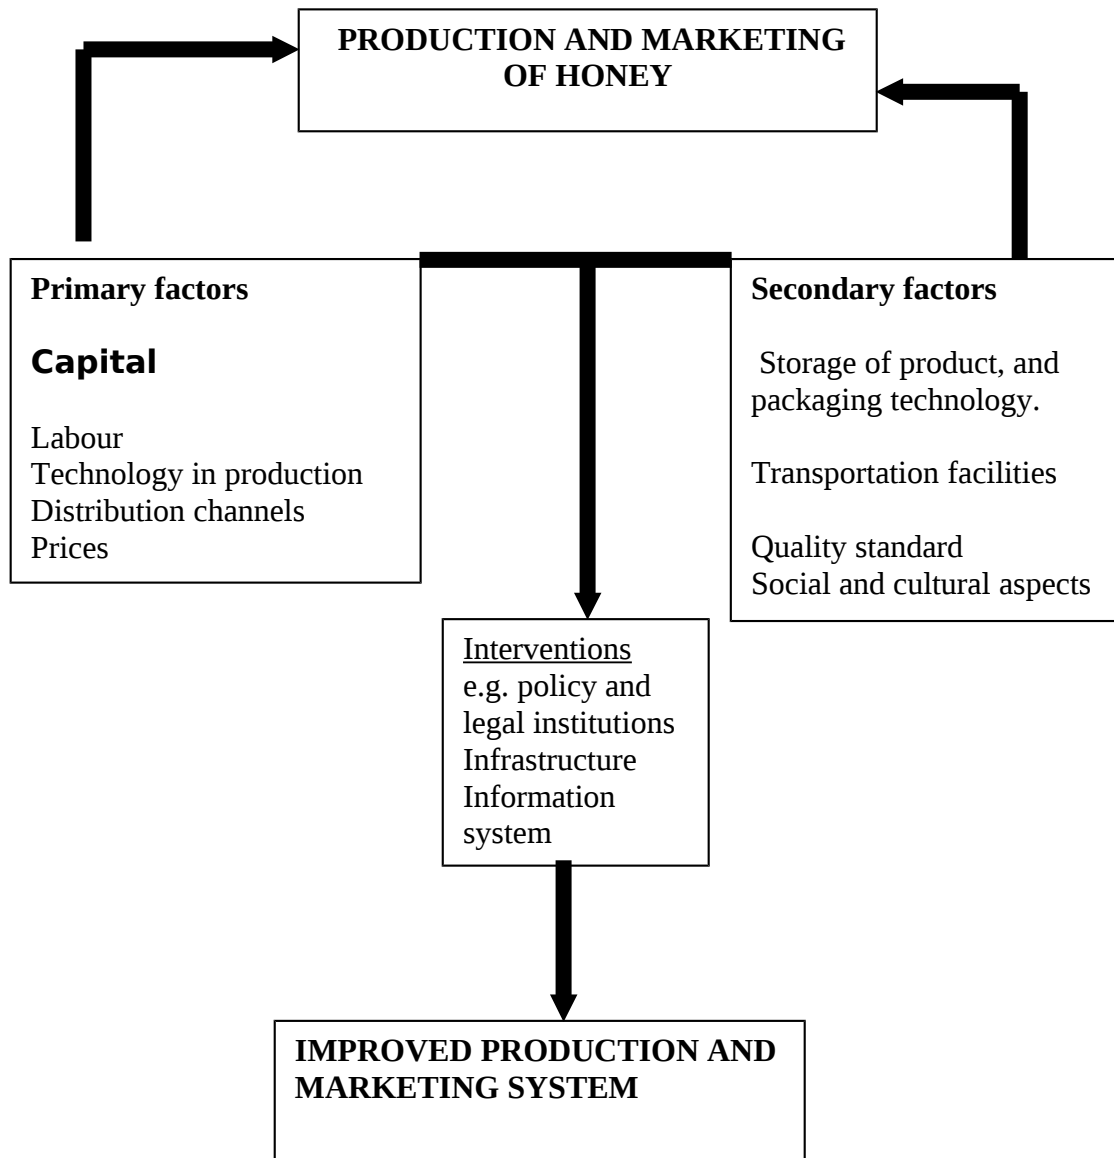 PRODUCTION AND MARKETING
OF HONEY
Primary factors
Capital
Labour
Technology in production
Distribution channels
Prices
Secondary factors
Storage of product, and
packaging technology.
Transportation facilities
Quality standard
Social and cultural aspects
Interventions
e.g. policy and
legal institutions
Infrastructure
Information
system
IMPROVED PRODUCTION AND
MARKETING SYSTEM